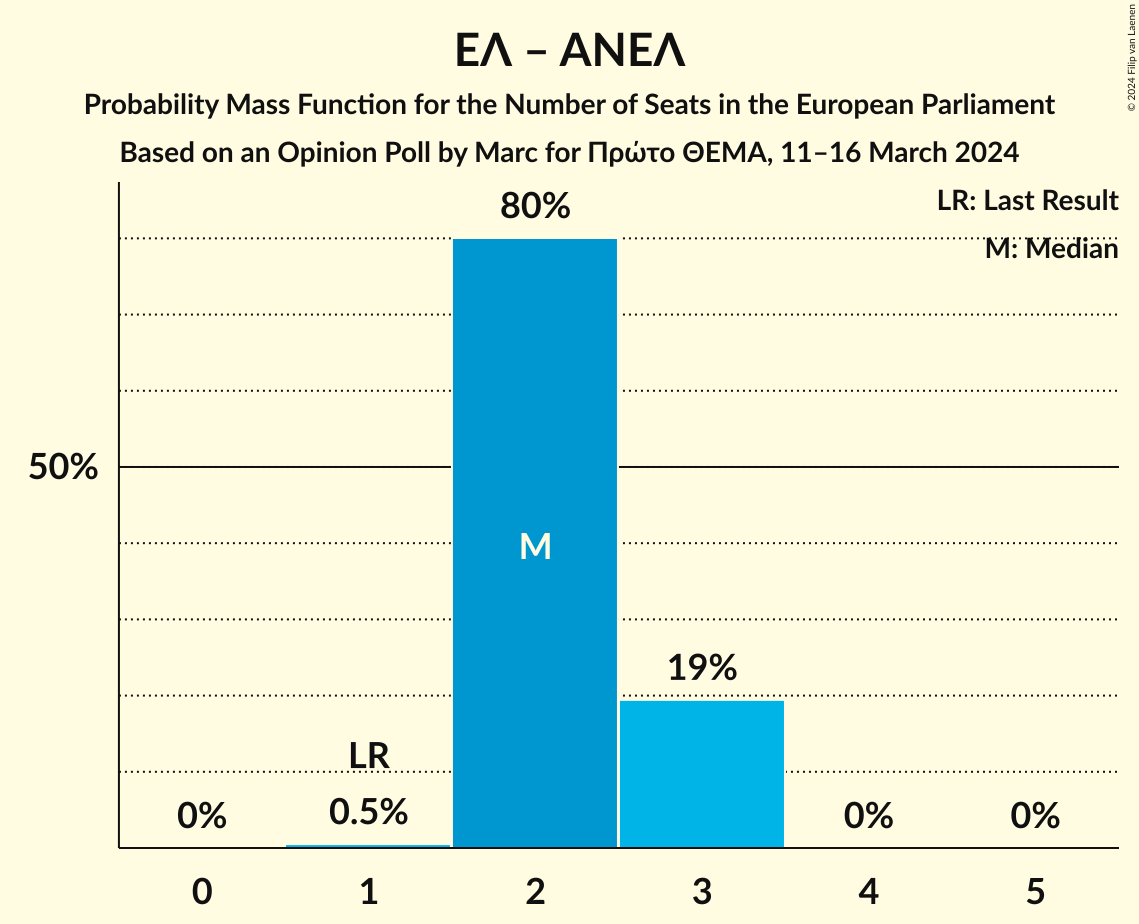 ΕΛ – ΑΝΕΛ
Probability Mass Function for the Number of Seats in the European Parliament
Based on an Opinion Poll by Marc for Πρώτο ΘΕΜΑ, 11–16 March 2024
© 2024 Filip van Laenen
LR: Last Result
M: Median
80%
50%
M
19%
LR
0%
0.5%
0%
0%
0
1
2
3
4
5